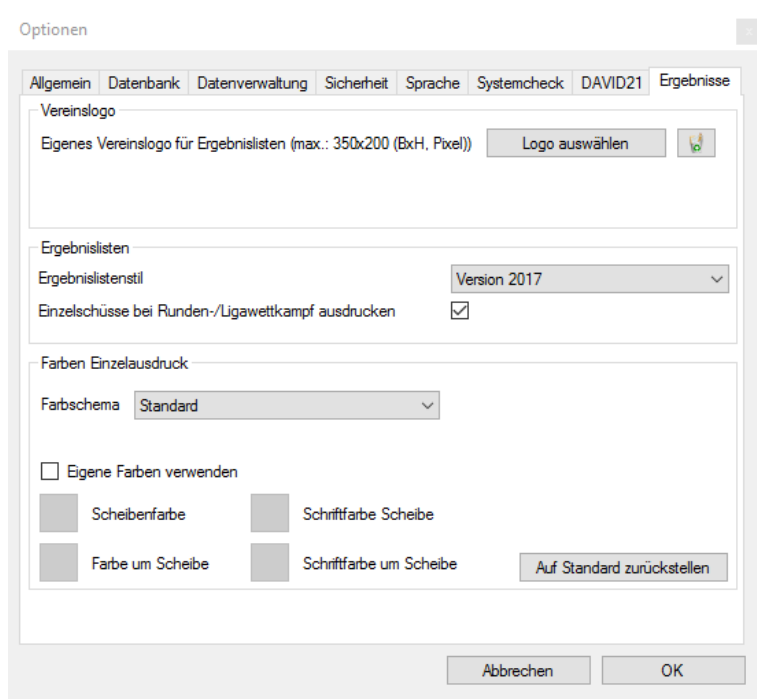 Optionen
Allgemein Datenbank Datenverwaltung Sicherheit Sprache Systemcheck DAVID21 Ergebnisse
Vereinslogo
Eigenes Vereinslogo für Ergebnislisten (max.: 350x200 (BxH, Pixel)) Logo auswählen
Ergebnislisten
Ergebnislistenstil Version 2017
Einzelschüsse bei Runden-/Ligawettkampf ausdrucken
Farben Einzelausdruck
Farbschema Standard
Eigene Farben verwenden
Scheibenfarbe Schriftfarbe Scheibe
Farbe um Scheibe Schriftfarbe um Scheibe Auf Standard zurückstellen
Abbrechen OK